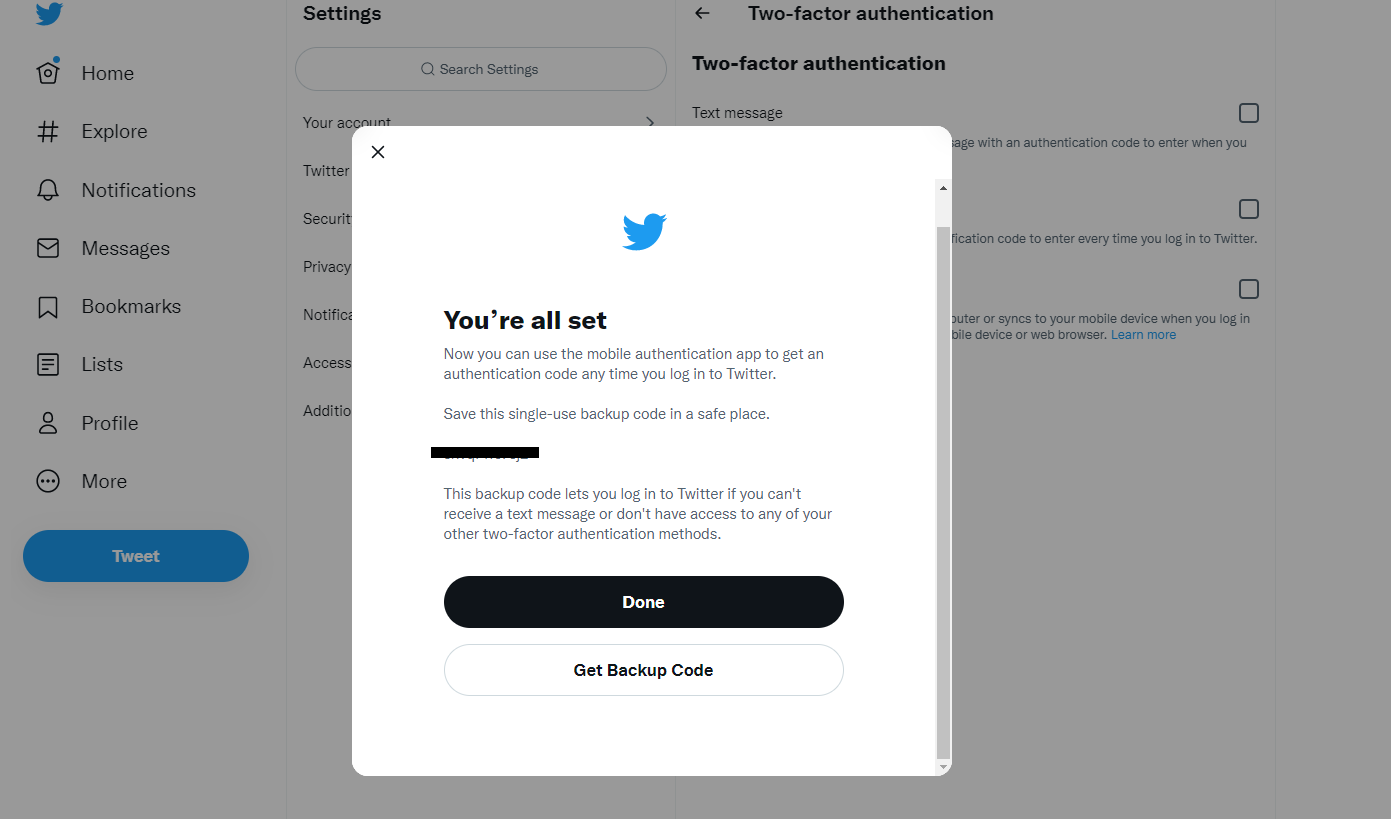 Home
Explore
Notifications
Messages
Bookmarks
Lists
Profile
More
Tweet
Settings
Search Settings
Your account
Twitter
Securit
Privacy
Notifica
Access
Additio
Two-factor authentication
Two-factor authentication
Text message
sage with an authentication code to enter when you
fication code to enter every time you log in to Twitter.
puter or syncs to your mobile device when you log in
bile device or web browser. Learn more
You’re all set
Now you can use the mobile authentication app to get an
authentication code any time you log in to Twitter.
Save this single-use backup code in a safe place.
This backup code lets you log in to Twitter if you can't
receive a text message or don't have access to any of your
other two-factor authentication methods.
Done
Get Backup Code